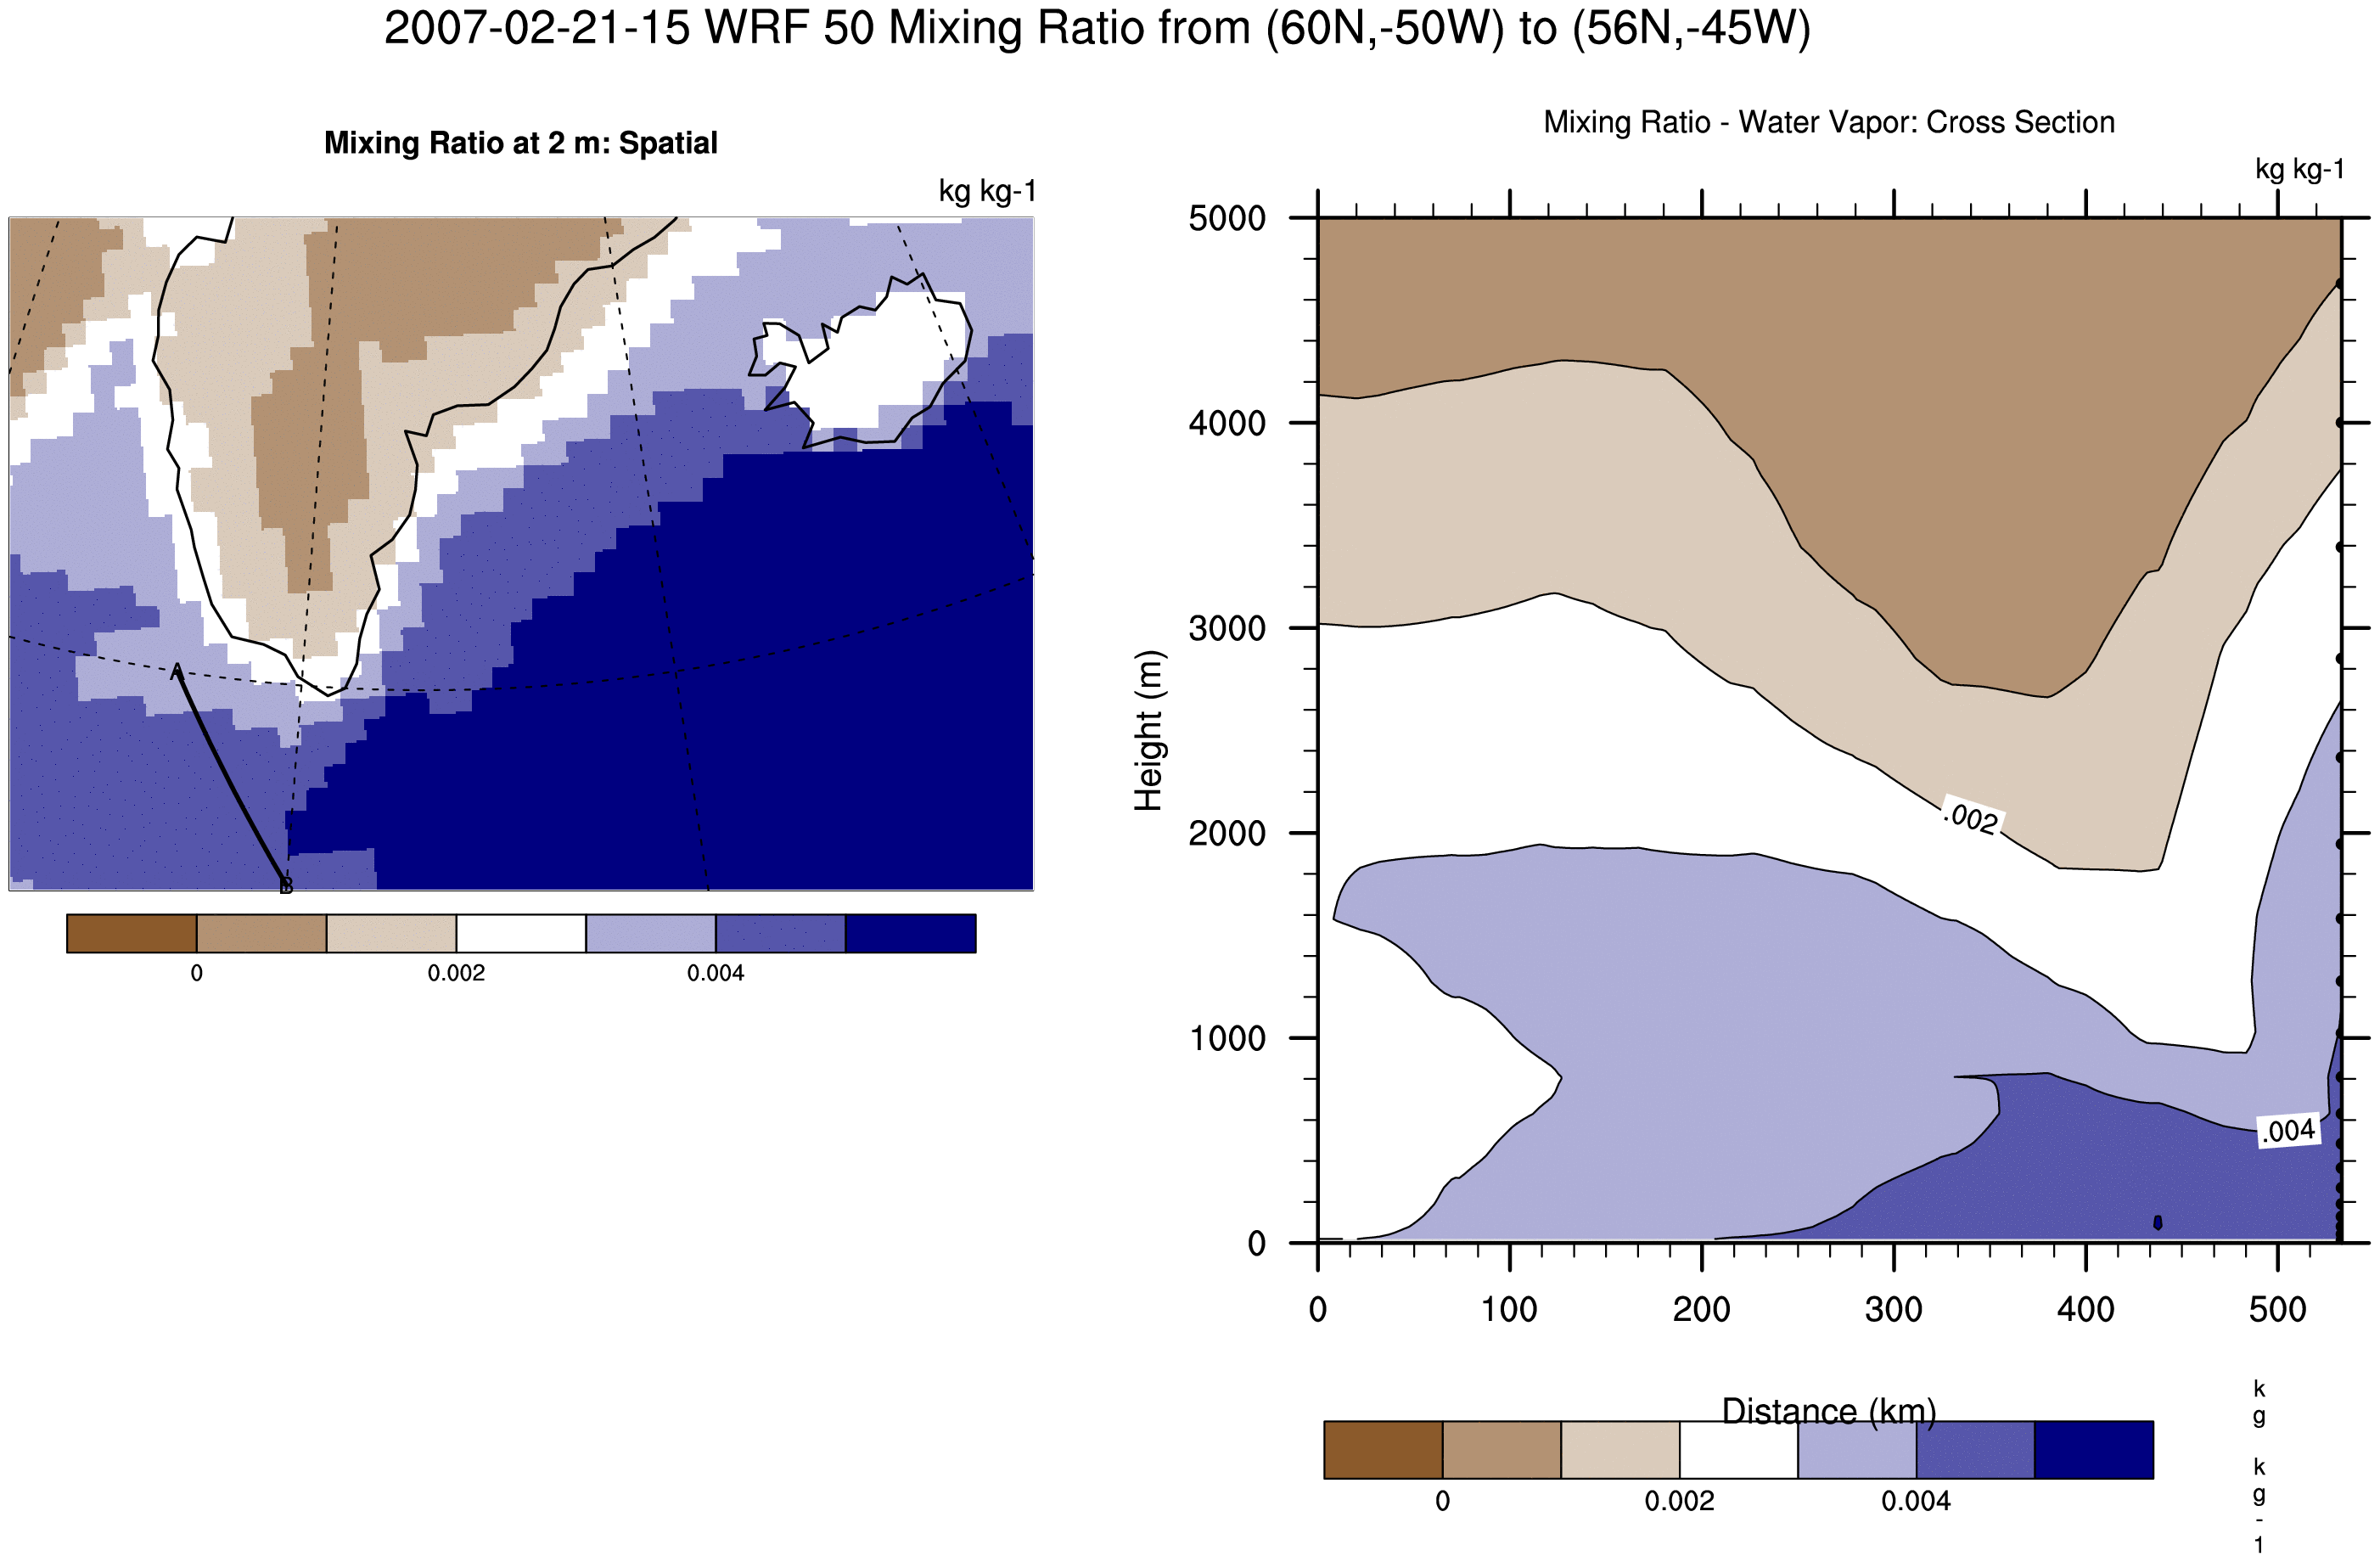 2007-02-21-15 WRF 50 Mixing Ratio from (60N,-50W) to (56N,-45W)
Mixing Ratio at 2 m: Spatial
kg kg-1
A
B
0 0.002 0.004
Mixing Ratio - Water Vapor: Cross Section
kg kg-1
5000
4000
3000
2000
1000
0
Height (m)
.002
.004
0 100 200 300 400 500
Distance (km)
0 0.002 0.004
k
g
k
g
-
1